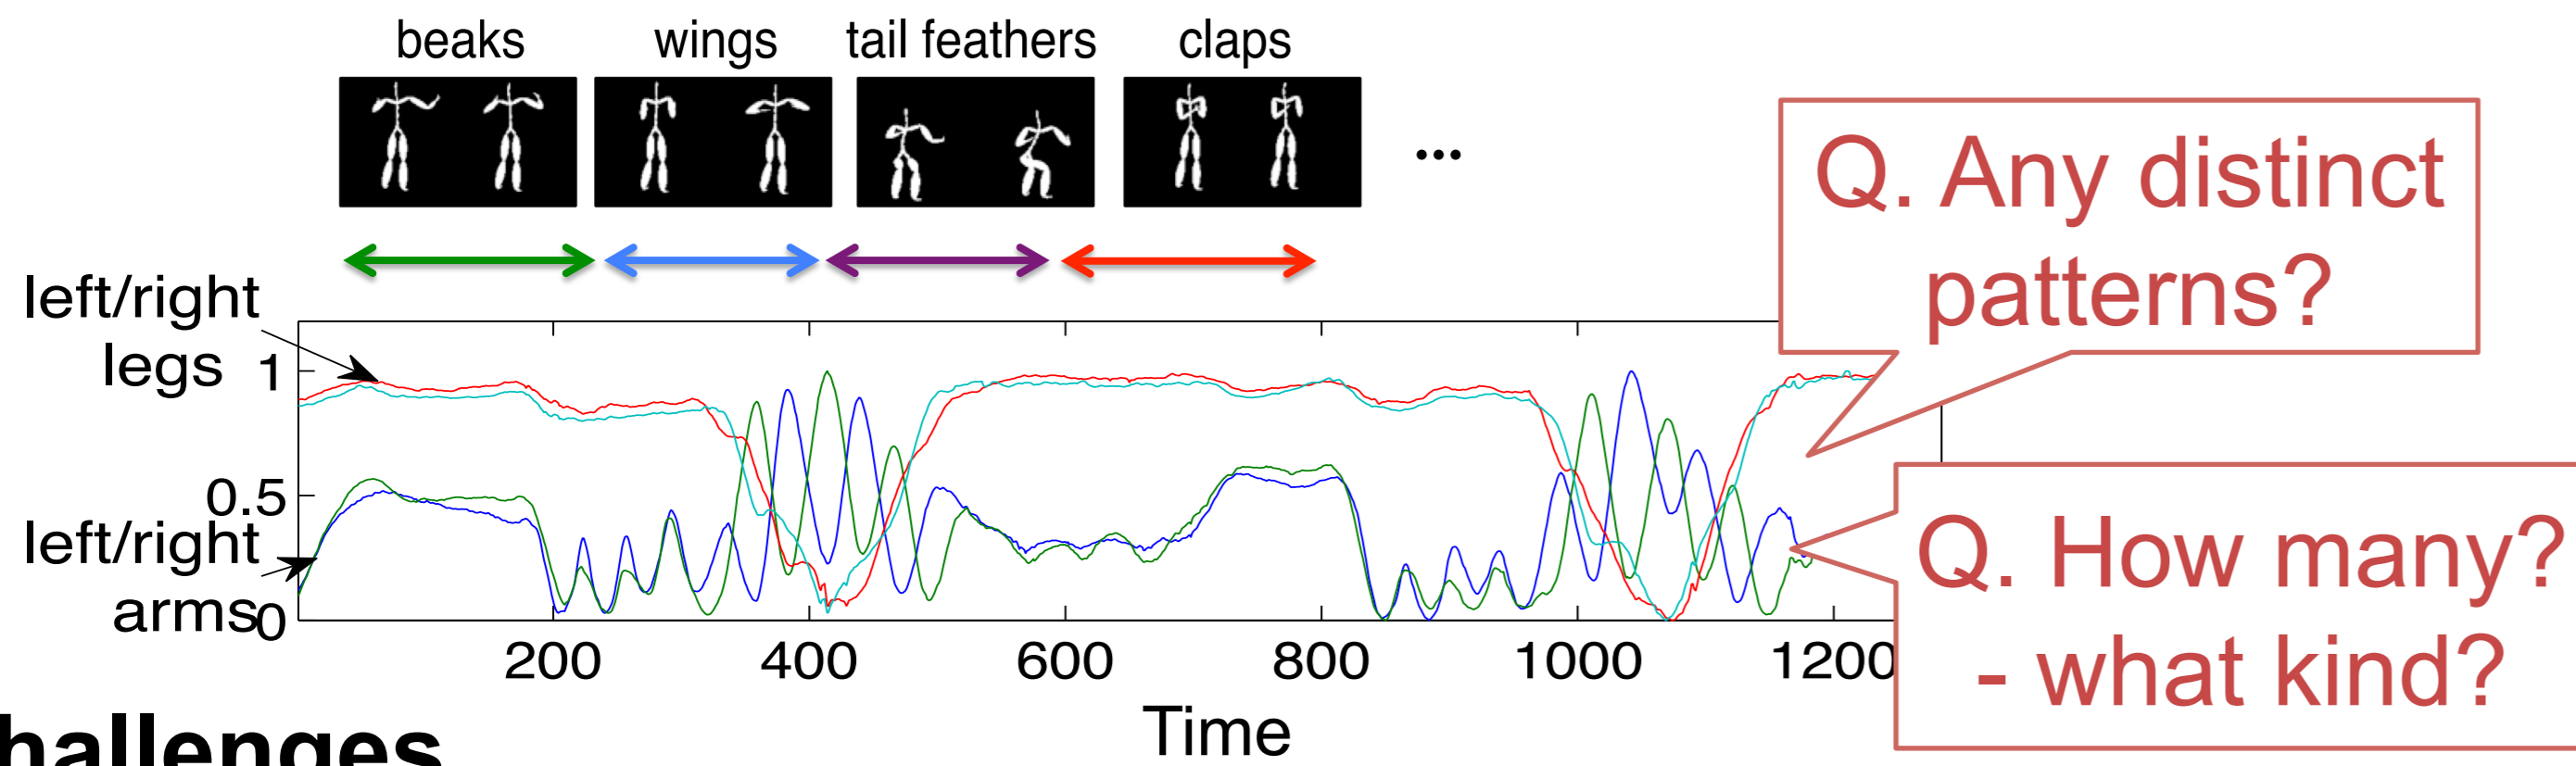 beaks wings tail feathers claps
...
Q. Any distinct
patterns?
left/right
legs
1
0.5
left/right
arms
0
Q. How many?
- what kind?
200 400 600 800 1000 1200
Time
hallenges